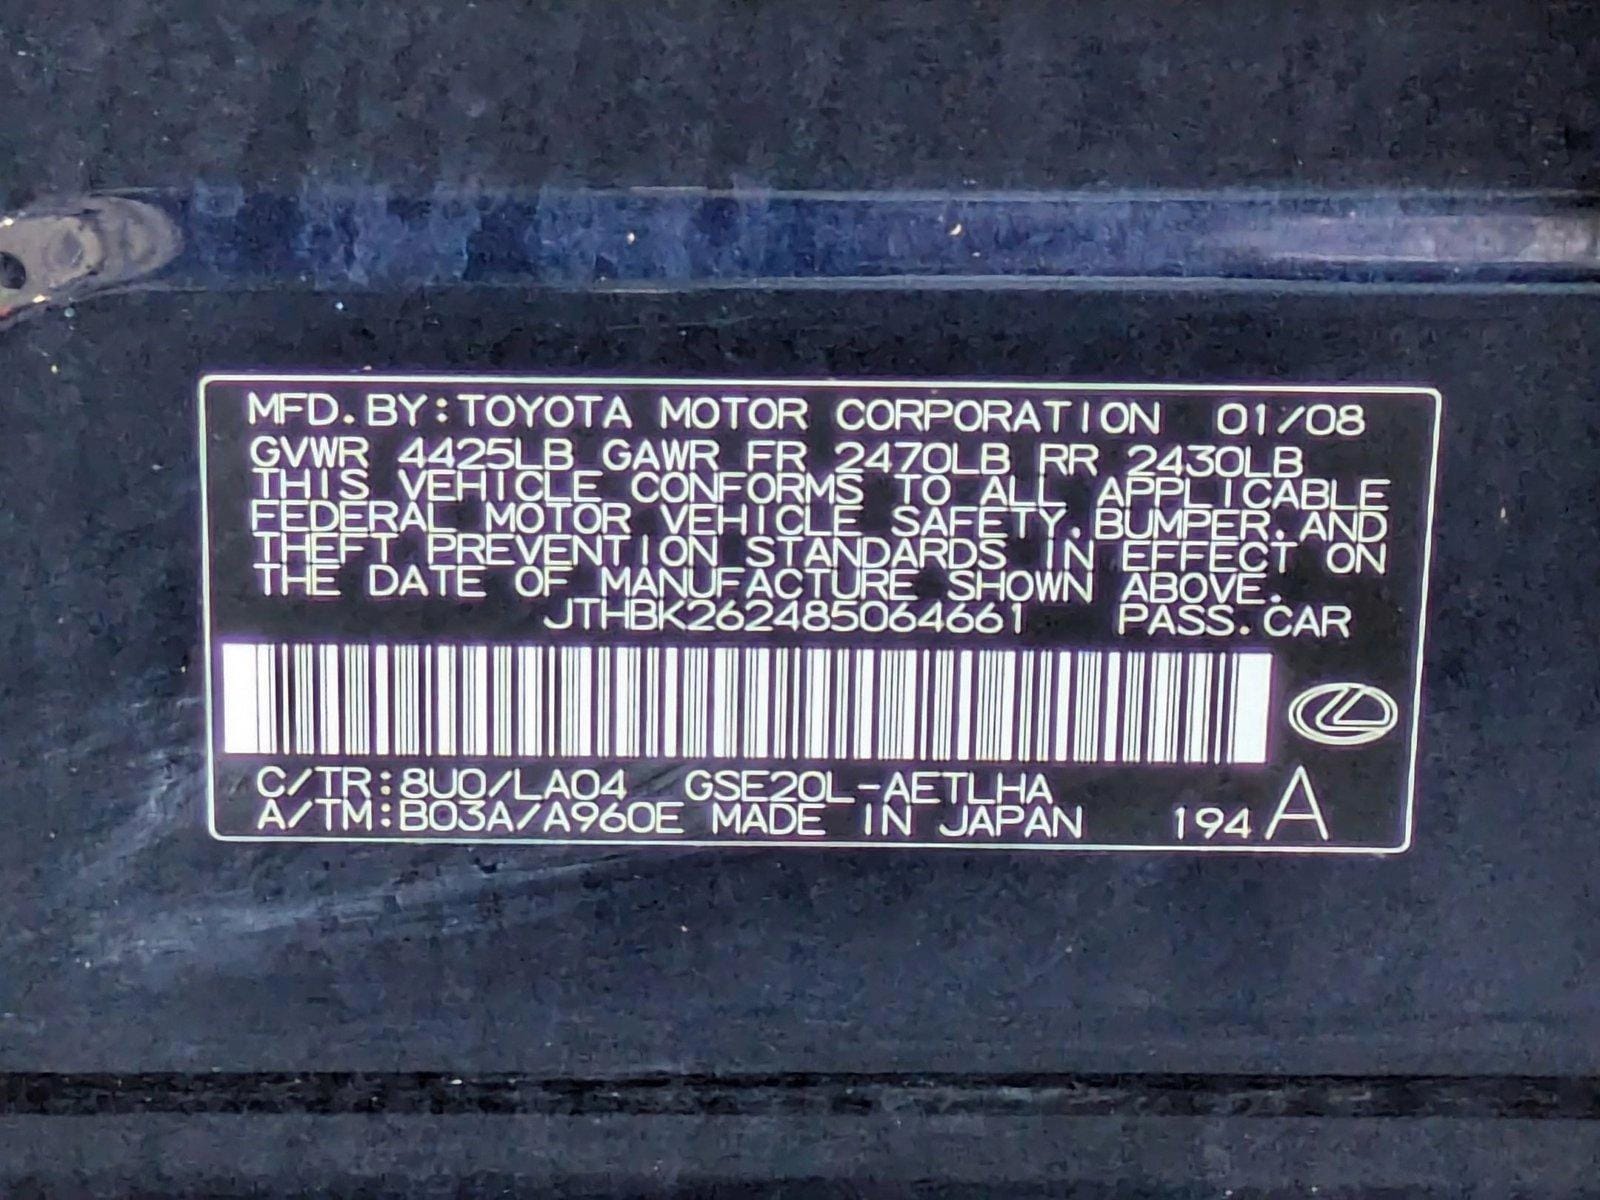 MFD. BY: TOYOTA MOTOR CORPORATION 01/08
GVWR 4425LB GAWR FR 2470LB RR 2430LB
THIS VEHICLE CONFORMS TO ALL APPLICABLE
FEDERAL MOTOR VEHICLE SAFETY, BUMPER, AND
THEFT PREVENTION STANDARDS IN EFFECT ON
THE DATE OF MANUFACTURE SHOWN ABOVE.
JTHBK262485064661 PASS. CAR
C/TR: 8U0/LA04 GSE20L-AETLHA
A/TM: B03A/A960E MADE IN JAPAN 194 A